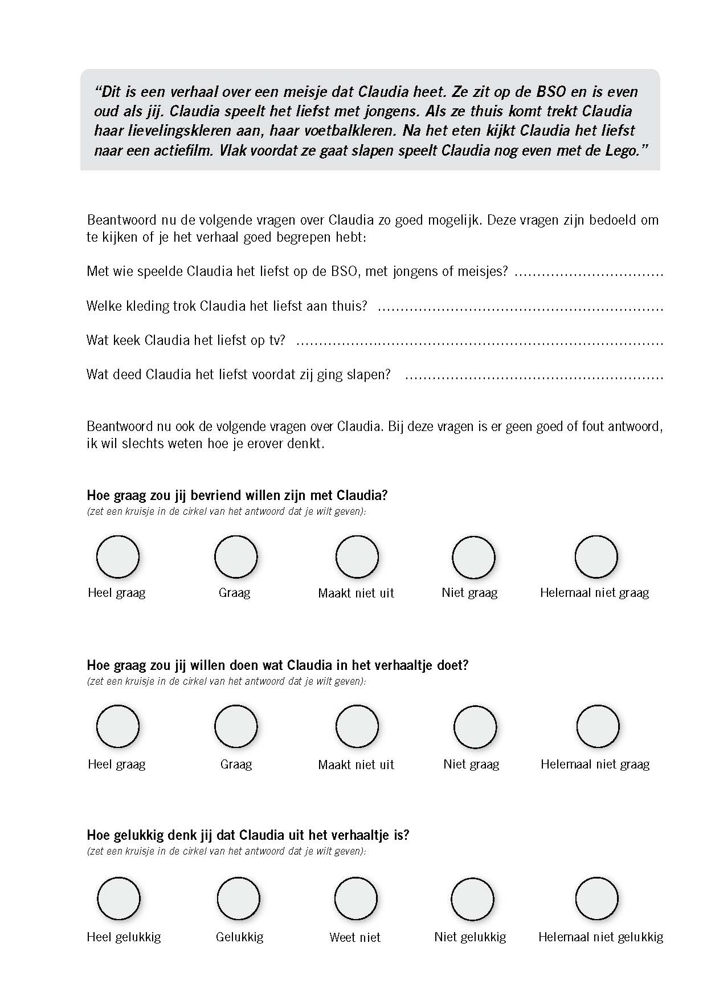 “Dit is een verhaal over een meisje dat Claudia heet. Ze zit op de BSO en is even
oud als jij. Claudia speelt het liefst met jongens. Als ze thuis komt trekt Claudia
haar lievelingskleren aan, haar voetbalkleren. Na het eten kijkt Claudia het liefst
naar een actiefilm. Vlak voordat ze gaat slapen speelt Claudia nog even met de Lego.”
Beantwoord nu de volgende vragen over Claudia zo goed mogelijk. Deze vragen zijn bedoeld om
te kijken of je het verhaal goed begrepen hebt:
Met wie speelde Claudia het liefst op de BSO, met jongens of meisjes? .................................
Welke kleding trok Claudia het liefst aan thuis? ...............................................................
Wat keek Claudia het liefst op tv? .................................................................................
Wat deed Claudia het liefst voordat zij ging slapen? .........................................................
Beantwoord nu ook de volgende vragen over Claudia. Bij deze vragen is er geen goed of fout antwoord,
ik wil slechts weten hoe je erover denkt.
Hoe graag zou jij bevriend willen zijn met Claudia?
(zet een kruisje in de cirkel van het antwoord dat je wilt geven):
Heel graag Graag Maakt niet uit Niet graag Helemaal niet graag
Hoe graag zou jij willen doen wat Claudia in het verhaaltje doet?
(zet een kruisje in de cirkel van het antwoord dat je wilt geven):
Heel graag Graag Maakt niet uit Niet graag Helemaal niet graag
Hoe gelukkig denk jij dat Claudia uit het verhaaltje is?
(zet een kruisje in de cirkel van het antwoord dat je wilt geven):
Heel gelukkig Gelukkig Weet niet Niet gelukkig Helemaal niet gelukkig